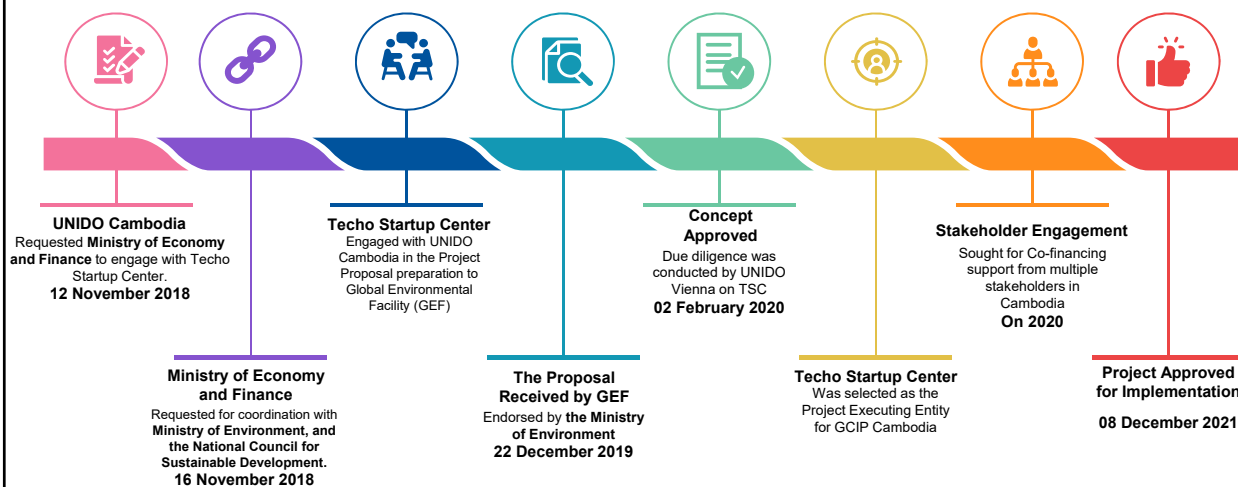 UNIDO Cambodia
Requested Ministry of Economy
and Finance to engage with Techo
Startup Center.
12 November 2018
Ministry of Economy
and Finance
Requested for coordination with
Ministry of Environment, and
the National Council for
Sustainable Development.
16 November 2018
Techo Startup Center
Engaged with UNIDO
Cambodia in the Project
Proposal preparation to
Global Environmental
Facility (GEF)
The Proposal
Received by GEF
Endorsed by the Ministry
of Environment
22 December 2019
Concept
Approved
Due diligence was
conducted by UNIDO
Vienna on TSC
02 February 2020
Techo Startup Center
Was selected as the
Project Executing Entity
for GCIP Cambodia
Stakeholder Engagement
Sought for Co-financing
support from multiple
stakeholders in
Cambodia
On 2020
Project Approved
for Implementation
08 December 2021